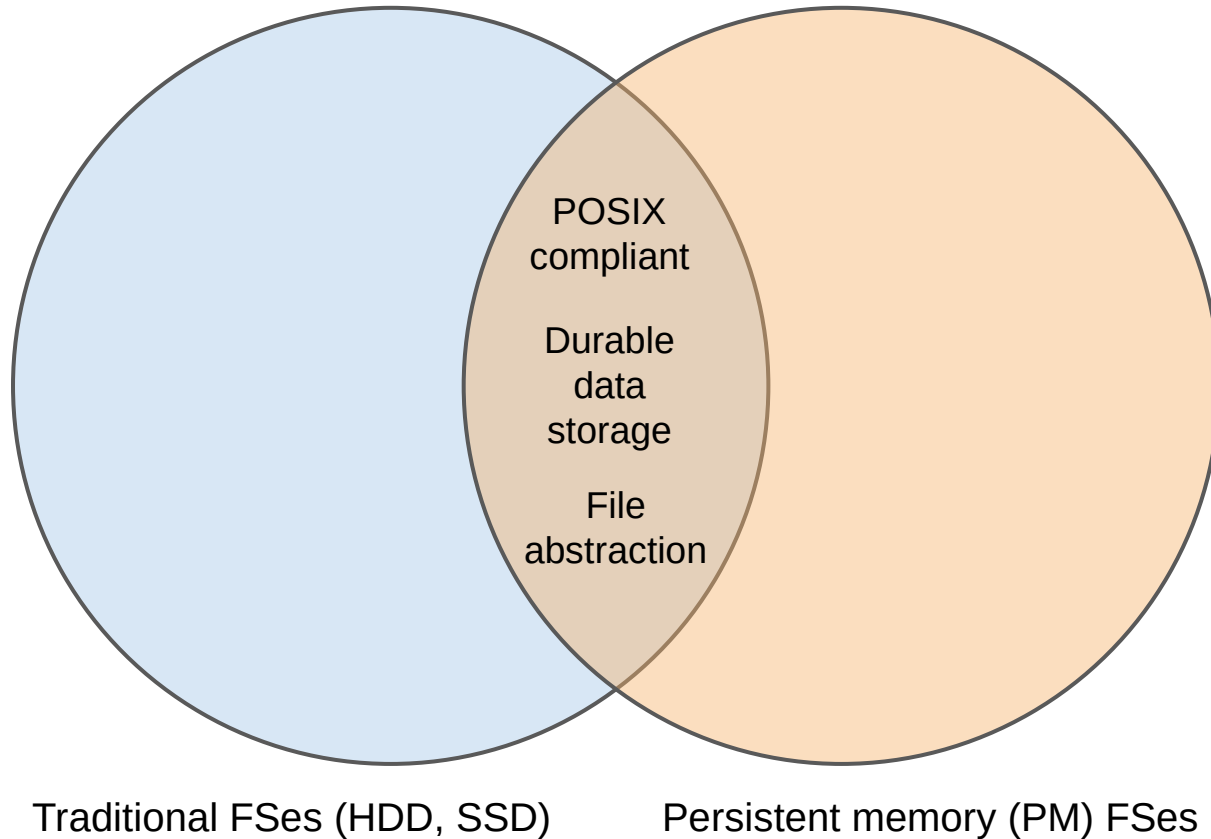 POSIX
compliant
Durable
data
storage
File
abstraction
Traditional FSes (HDD, SSD)
Persistent memory (PM) FSes